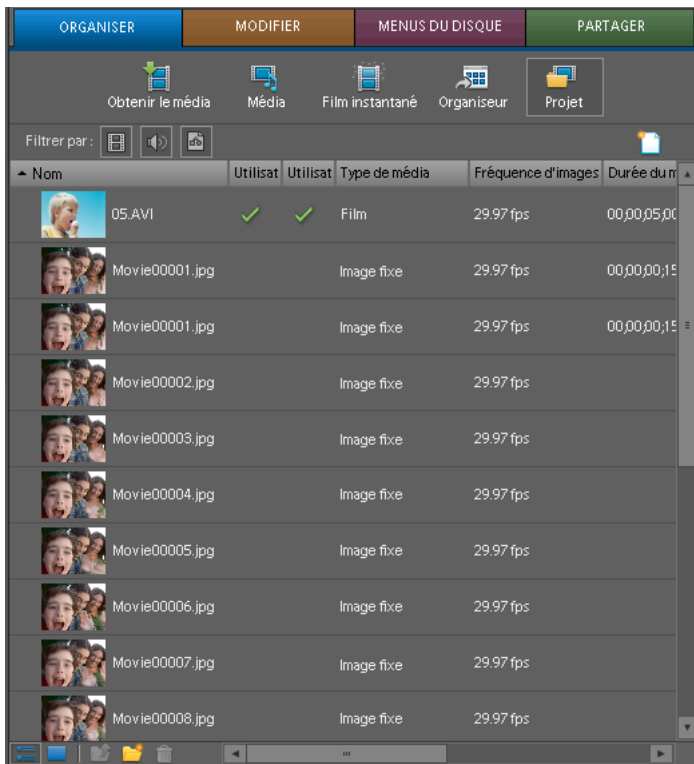 ORGANISER MODIFIER MENUS DU DISQUE PARTAGER
Obtenir le média Média Film instantané Organiseur Projet
Filtrer par :
Nom Utilisat Utilisat Type de média Fréquence d'images Durée du m
05.AVI Film 29.97 fps 00;00;05;00
Movie00001.jpg Image fixe 29.97 fps 00;00;00;15
Movie00001.jpg Image fixe 29.97 fps 00;00;00;15
Movie00002.jpg Image fixe 29.97 fps
Movie00003.jpg Image fixe 29.97 fps
Movie00004.jpg Image fixe 29.97 fps
Movie00005.jpg Image fixe 29.97 fps
Movie00006.jpg Image fixe 29.97 fps
Movie00007.jpg Image fixe 29.97 fps
Movie00008.jpg Image fixe 29.97 fps